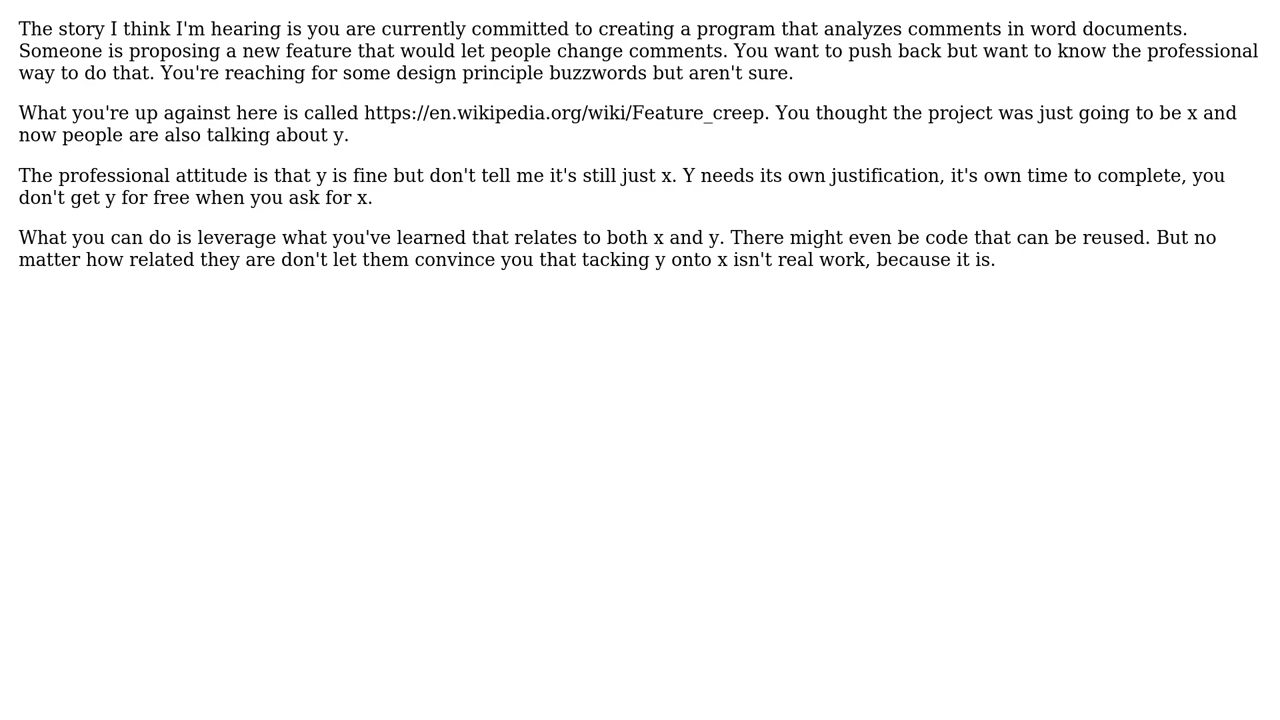 The story I think I'm hearing is you are currently committed to creating a program that analyzes comments in word documents.
Someone is proposing a new feature that would let people change comments. You want to push back but want to know the professional
way to do that. You're reaching for some design principle buzzwords but aren't sure.
What you're up against here is called https://en.wikipedia.org/wiki/Feature_creep. You thought the project was just going to be x and
now people are also talking about y.
The professional attitude is that y is fine but don't tell me it's still just x. Y needs its own justification, it's own time to complete, you
don't get y for free when you ask for x.
What you can do is leverage what you've learned that relates to both x and y. There might even be code that can be reused. But no
matter how related they are don't let them convince you that tacking y onto x isn't real work, because it is.